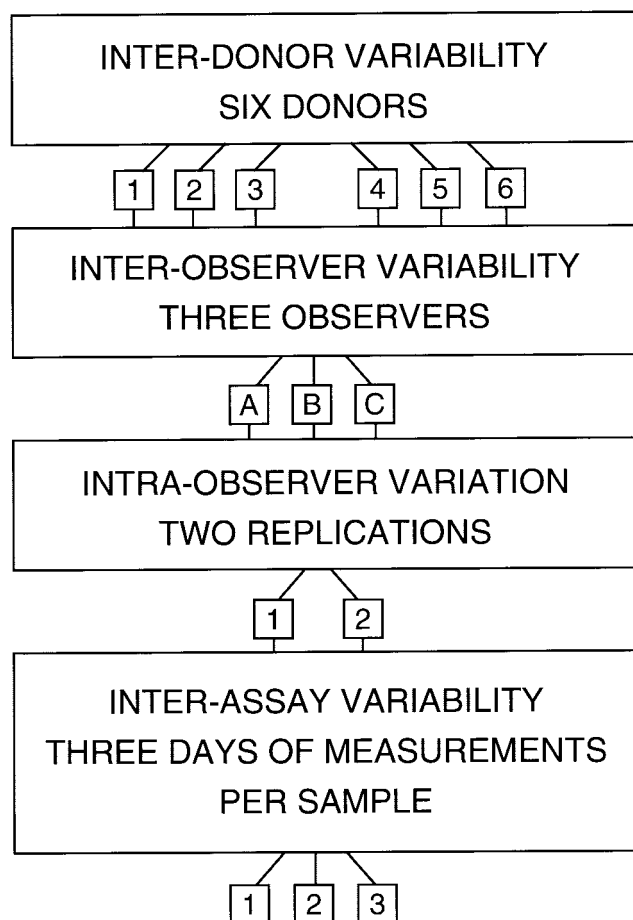 INTER-DONOR VARIABILITY
SIX DONORS
1 2 3 4 5 6
INTER-OBSERVER VARIABILITY
THREE OBSERVERS
A B C
INTRA-OBSERVER VARIATION
TWO REPLICATIONS
1 2
INTER-ASSAY VARIABILITY
THREE DAYS OF MEASUREMENTS
PER SAMPLE
1 2 3